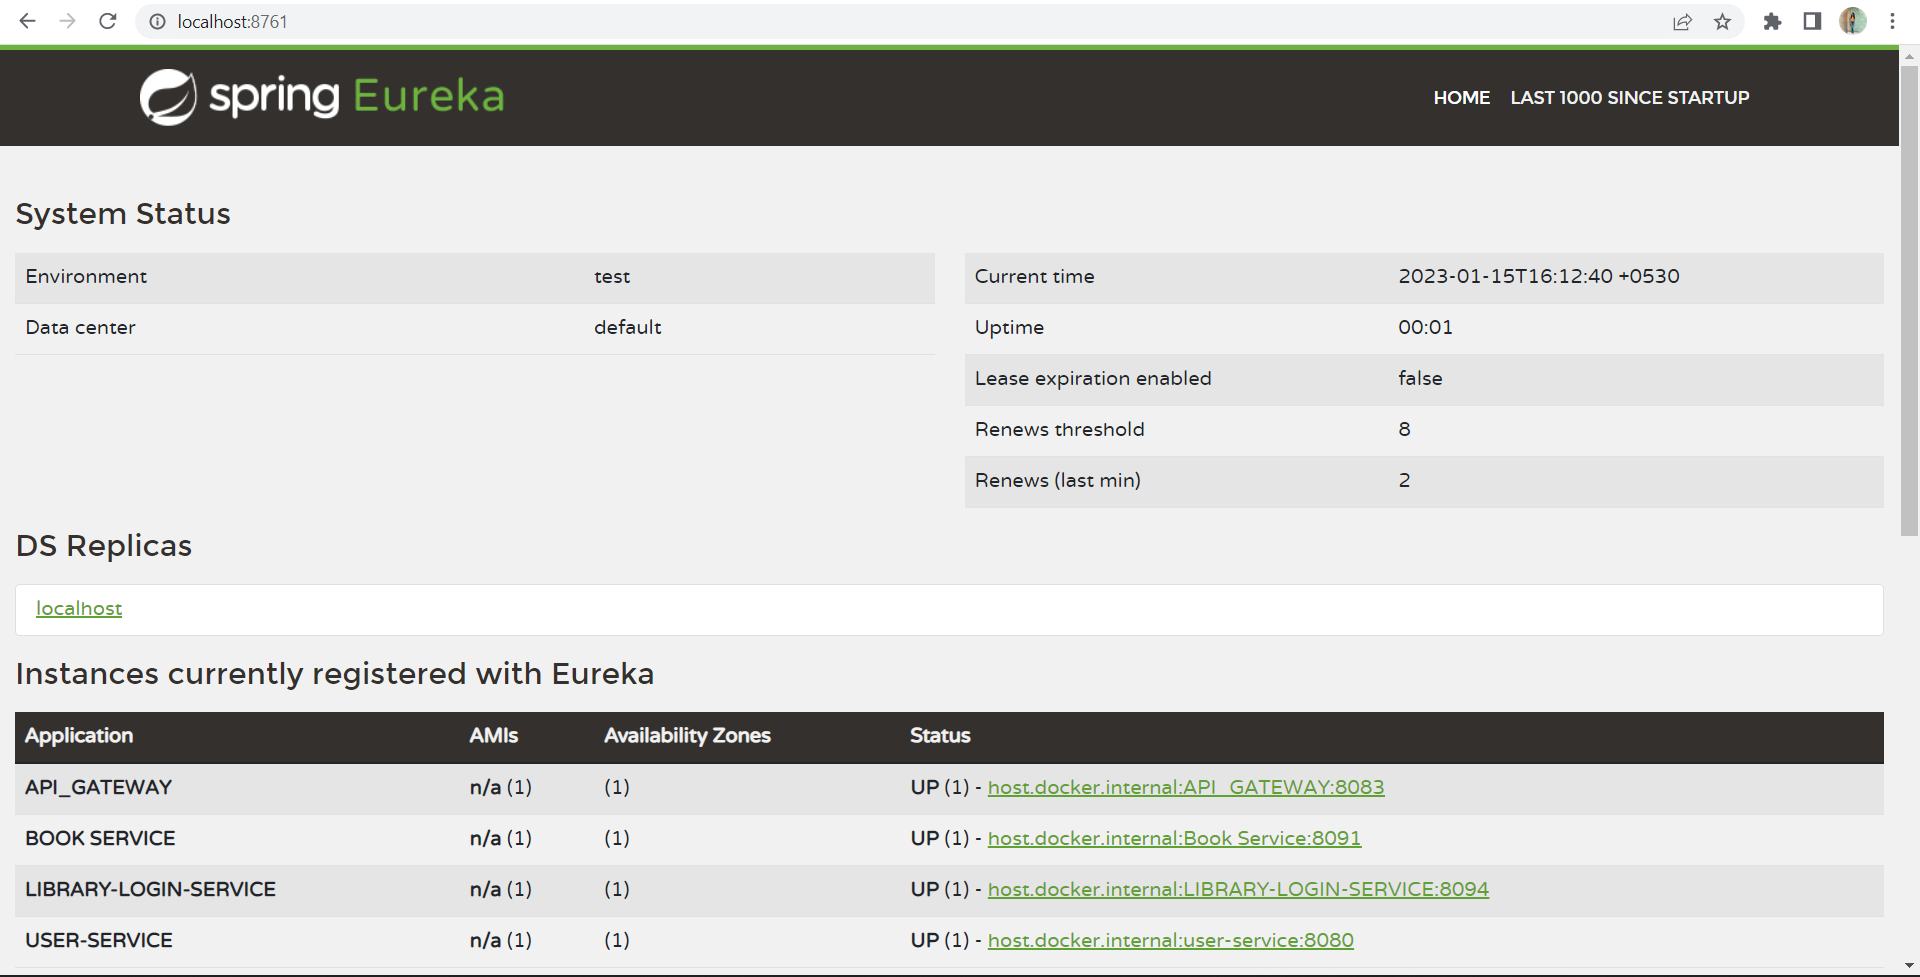 localhost:8761
spring Eureka
HOME LAST 1000 SINCE STARTUP
System Status
Environment test
Data center default
Current time 2023-01-15T16:12:40 +0530
Uptime 00:01
Lease expiration enabled false
Renews threshold 8
Renews (last min) 2
DS Replicas
localhost
Instances currently registered with Eureka
Application AMIs Availability Zones Status
API_GATEWAY n/a (1) (1) UP (1) - host.docker.internal:API_GATEWAY:8083
BOOK SERVICE n/a (1) (1) UP (1) - host.docker.internal:Book Service:8091
LIBRARY-LOGIN-SERVICE n/a (1) (1) UP (1) - host.docker.internal:LIBRARY-LOGIN-SERVICE:8094
USER-SERVICE n/a (1) (1) UP (1) - host.docker.internal:user-service:8080